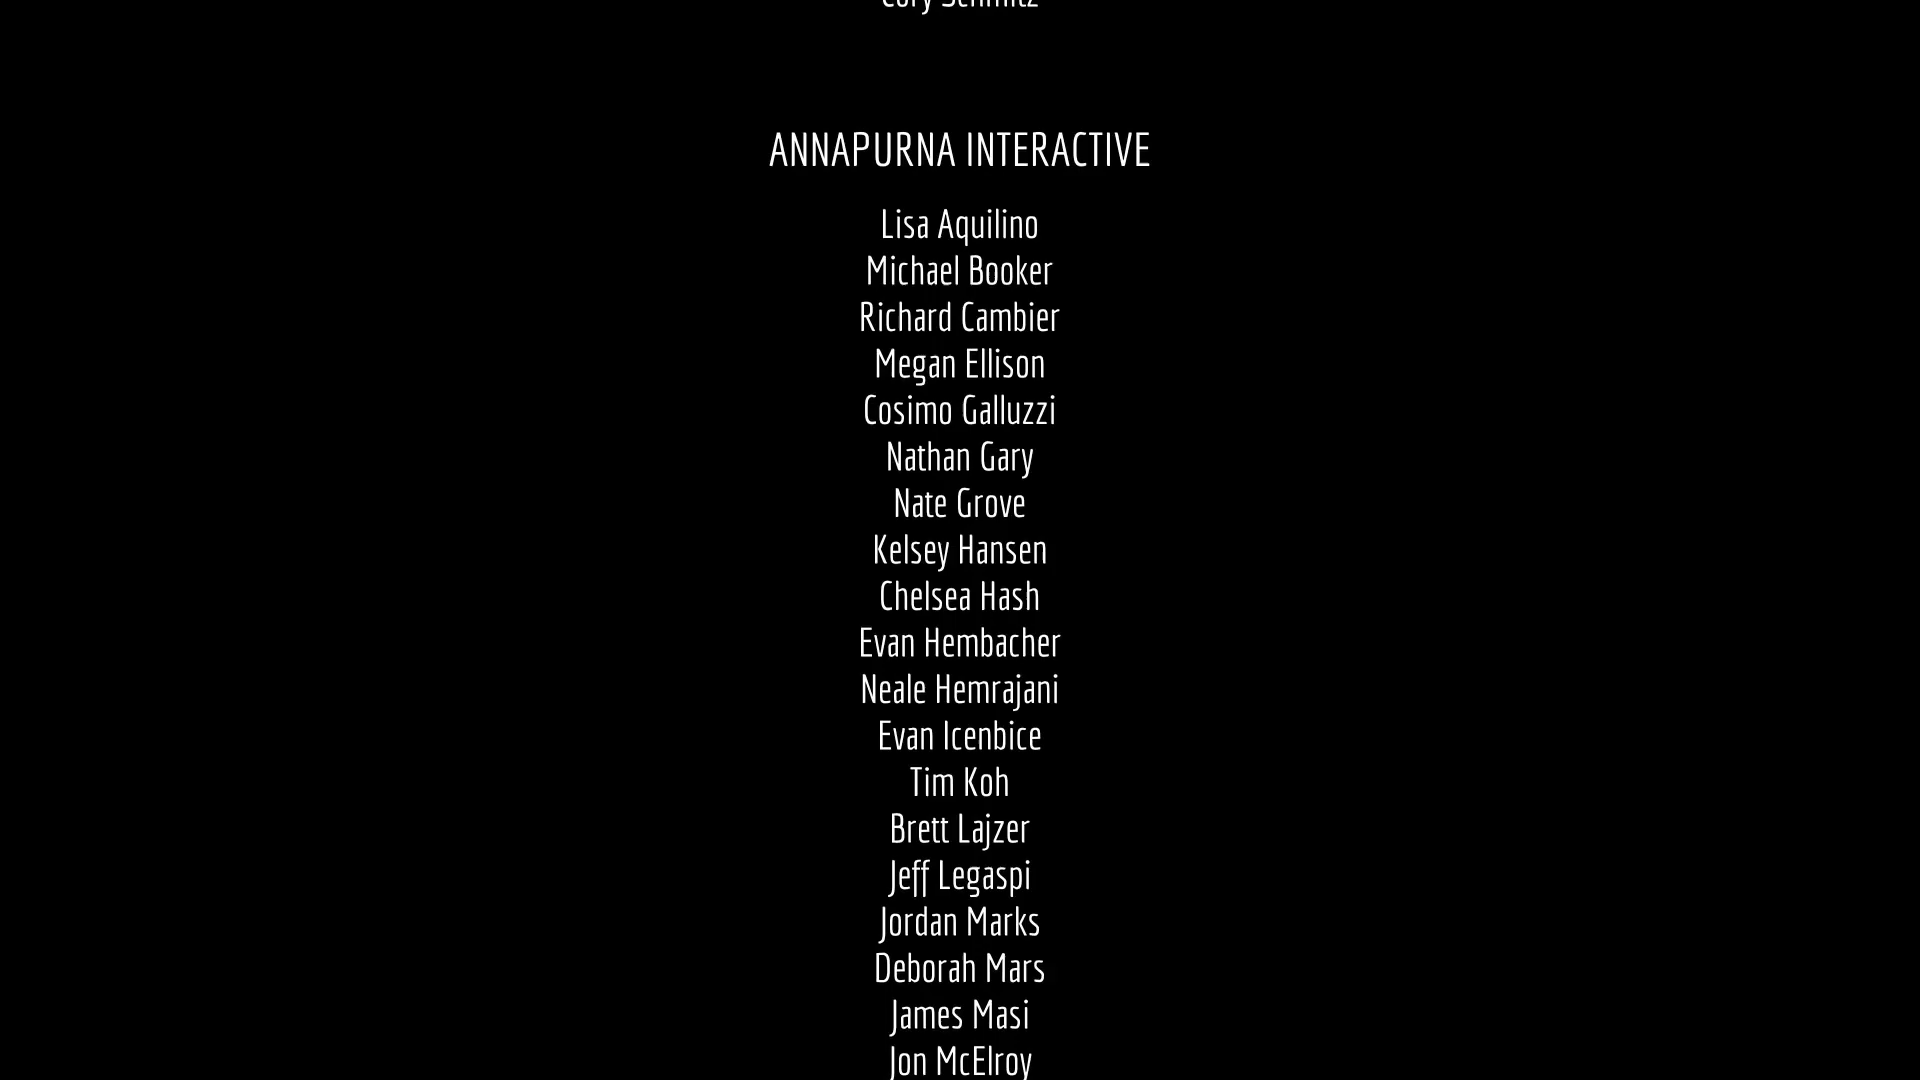 Cory Schmitz
ANNAPURNA INTERACTIVE
Lisa Aquilino
Michael Booker
Richard Cambier
Megan Ellison
Cosimo Galluzzi
Nathan Gary
Nate Grove
Kelsey Hansen
Chelsea Hash
Evan Hembacher
Neale Hemrajani
Evan Icenbice
Tim Koh
Brett Lajzer
Jeff Legaspi
Jordan Marks
Deborah Mars
James Masi
Jon McElroy